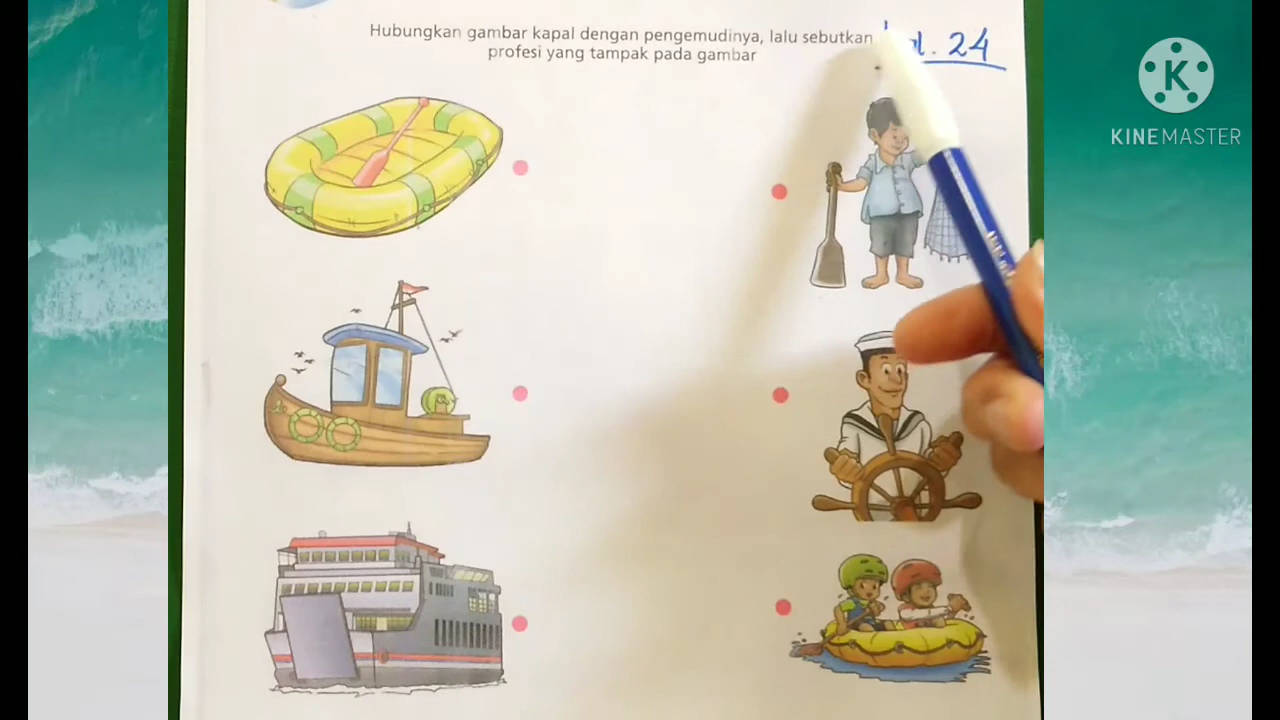 Hubungkan gambar kapal dengan pengemudinya, lalu sebutkan
profesi yang tampak pada gambar
24
K
KINEMASTER